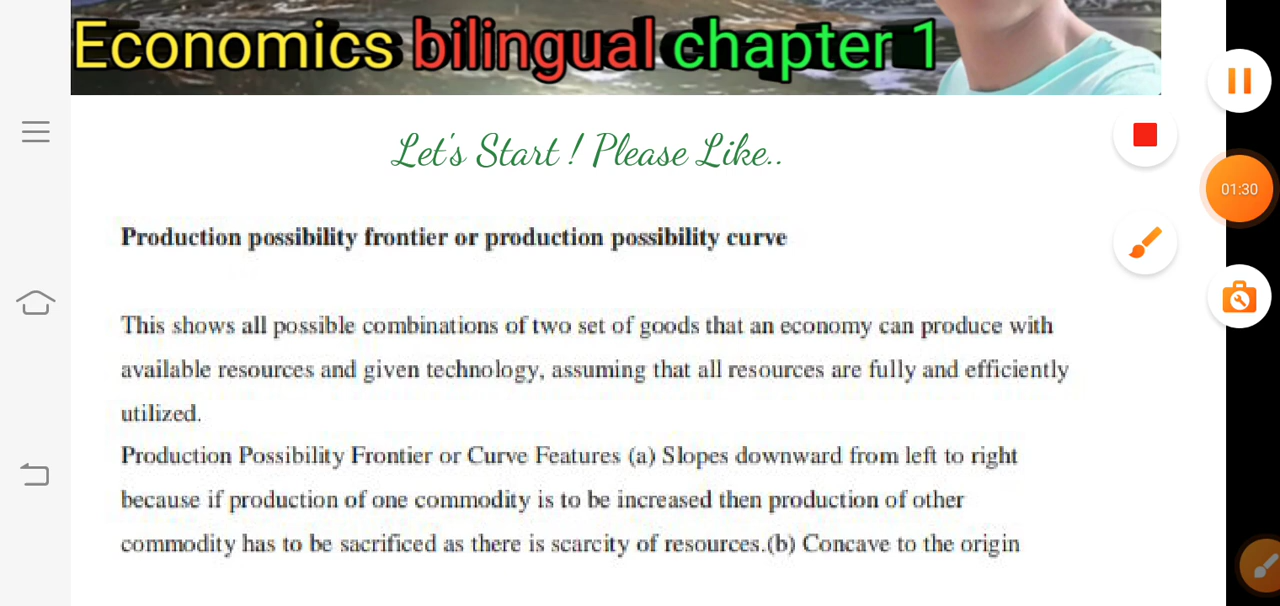 Economics bilingual chapter 1
Let's Start ! Please Like..
01:30
Production possibility frontier or production possibility curve
This shows all possible combinations of two set of goods that an economy can produce with
available resources and given technology, assuming that all resources are fully and efficiently
utilized.
Production Possibility Frontier or Curve Features (a) Slopes downward from left to right
because if production of one commodity is to be increased then production of other
commodity has to be sacrificed as there is scarcity of resources.(b) Concave to the origin